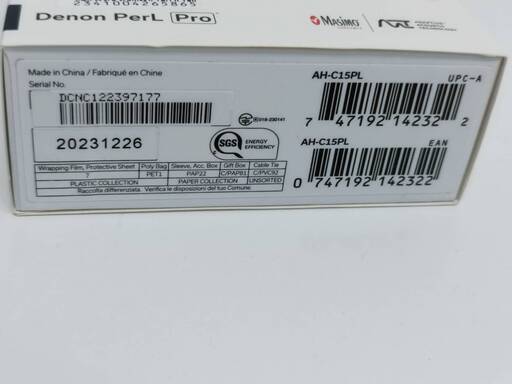 Denon PerL Pro
MASIMO
Made in China / Fabriqué en Chine
Serial No.
DCNC122397177
20231226
018-230141
SGS ENERGY EFFICIENCY
AH-C15PL
UPC-A
7 47192 14232 2
AH-C15PL
EAN
0 747192 142322
Wrapping Film, Protective Sheet Poly Bag Sleeve, Acc. Box Gift Box Cable Tie
7 PET1 PAP22 C/PAP81 C/PVC92
PLASTIC COLLECTION PAPER COLLECTION UNSORTED
Raccolta differenziata. Verifica le disposizioni del tuo Comune.